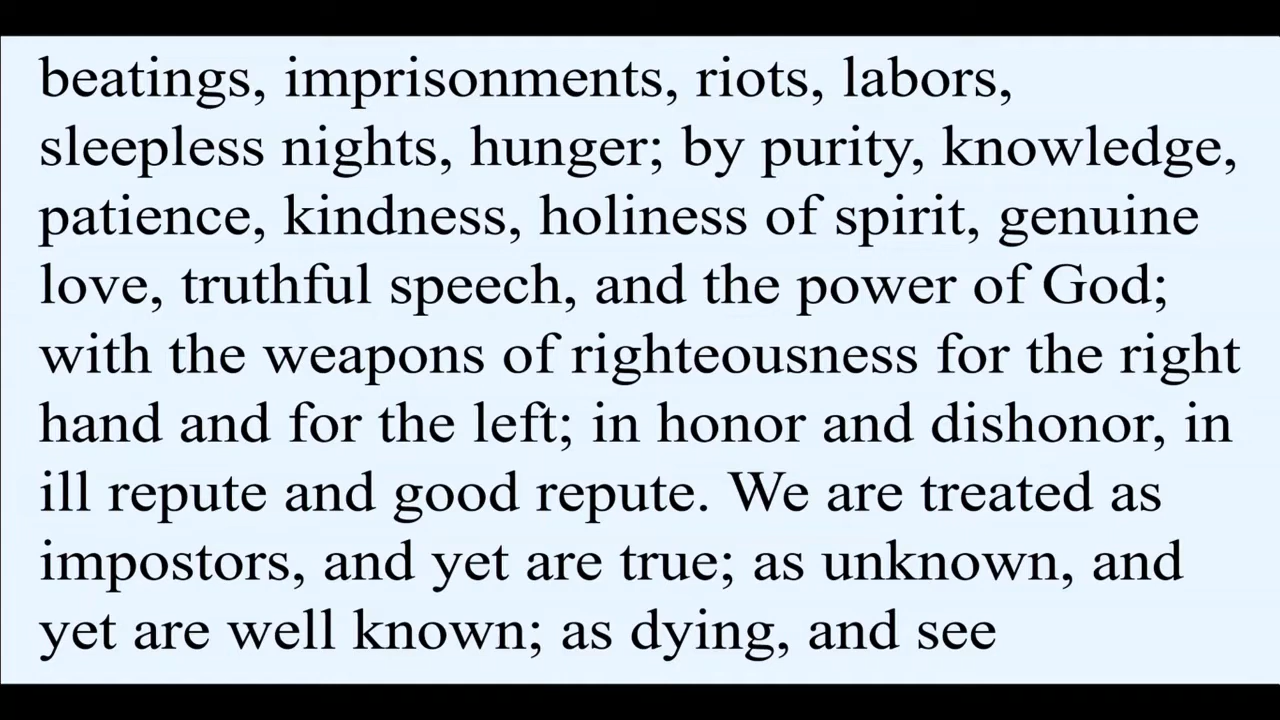 beatings, imprisonments, riots, labors,
sleepless nights, hunger; by purity, knowledge,
patience, kindness, holiness of spirit, genuine
love, truthful speech, and the power of God;
with the weapons of righteousness for the right
hand and for the left; in honor and dishonor, in
ill repute and good repute. We are treated as
impostors, and yet are true; as unknown, and
yet are well known; as dying, and see